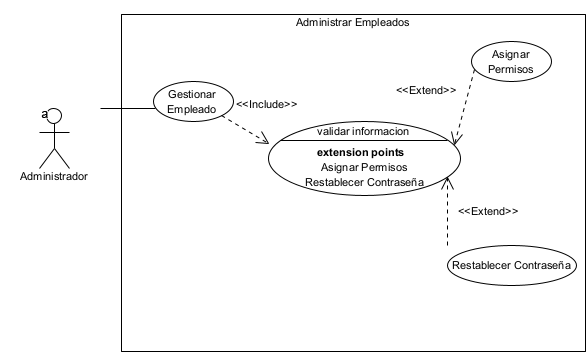 Administrar Empleados
Asignar
Permisos
<<Extend>>
Gestionar
Empleado
<<Include>>
a
Administrador
validar informacion
extension points
Asignar Permisos
Restablecer Contraseña
<<Extend>>
Restablecer Contraseña